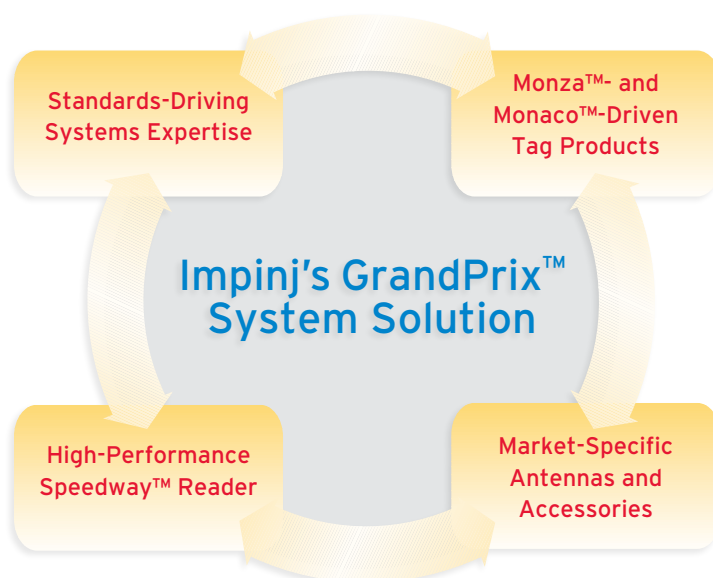 Standards-Driving
Systems Expertise
Monza™- and
Monaco™-Driven
Tag Products
Impinj's GrandPrix™
System Solution
High-Performance
Speedway™ Reader
Market-Specific
Antennas and
Accessories